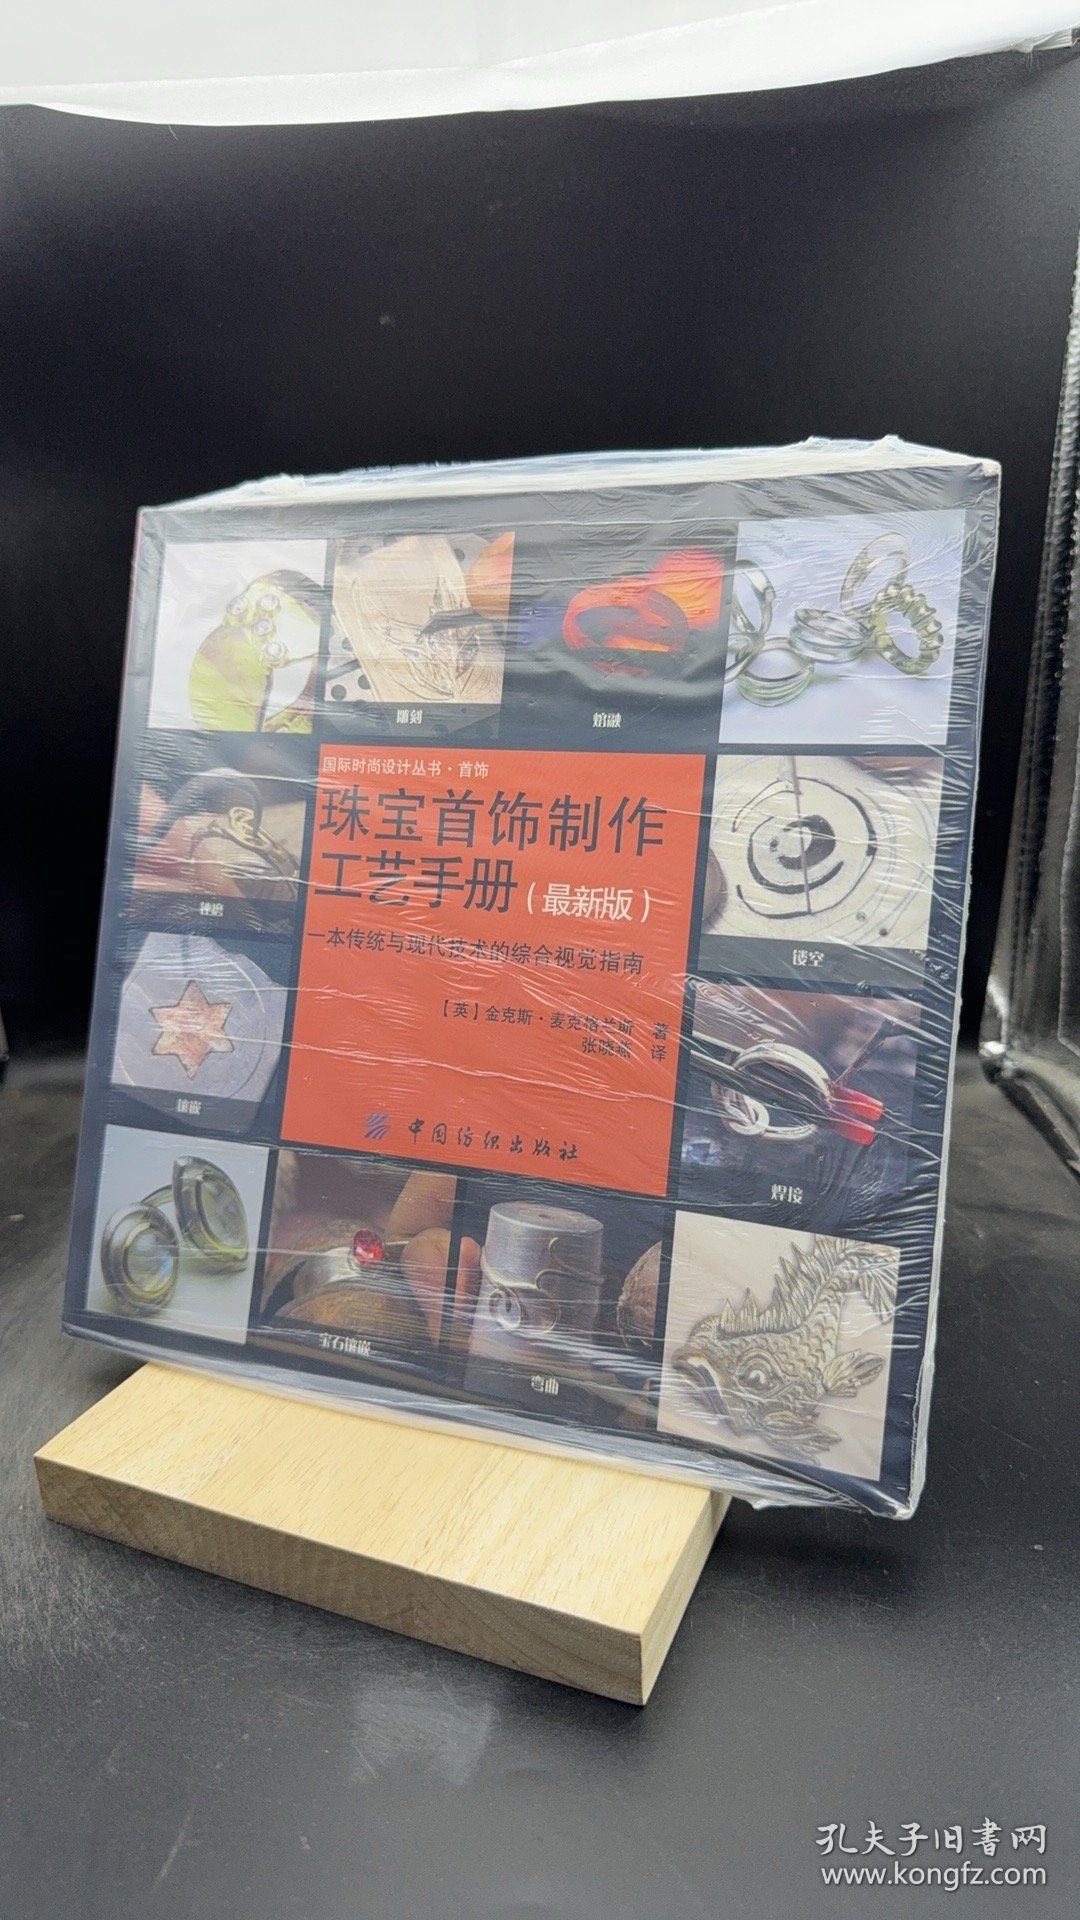 雕刻
熔融
国际时尚设计丛书·首饰
珠宝首饰制作
工艺手册(最新版)
一本传统与现代技术的综合视觉指南
【英】金克斯·麦克格兰斯 著
张晓燕 译
中国纺织出版社
锉磨
镂空
镶嵌
焊接
宝石镶嵌
弯曲
孔夫子旧書网
www.kongfz.com